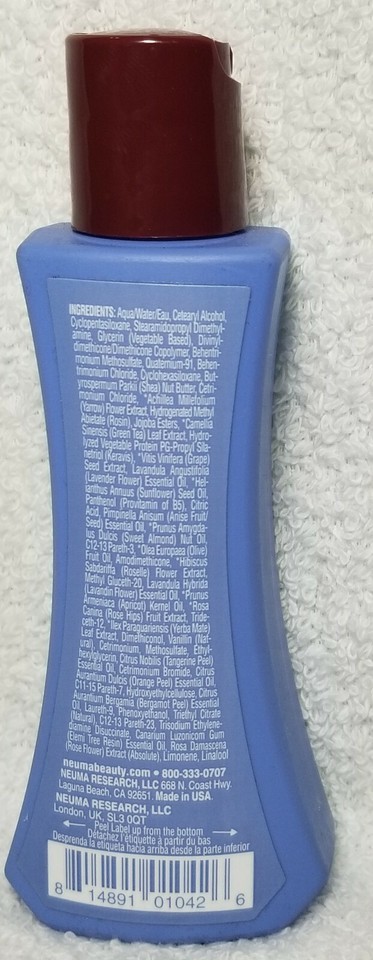 INGREDIENTS: Aqua/Water/Eau, Cetearyl Alcohol,
Cyclopentasiloxane, Stearamidopropyl Dimethyl-
amine, Glycerin (Vegetable Based), Divinyl-
dimethicone/Dimethicone Copolymer, Behentri-
monium Methosulfate, Quaternium-91, Behen-
trimonium Chloride, Cyclohexasiloxane, But-
yrospermum Parkii (Shea) Nut Butter, Cetri-
monium Chloride, *Achillea Millefolium
(Yarrow) Flower Extract, Hydrogenated Methyl
Abietate (Rosin), Jojoba Esters, *Camellia
Sinensis (Green Tea) Leaf Extract, Hydro-
lyzed Vegetable Protein PG-Propyl Sila-
netriol (Keravis), *Vitis Vinifera (Grape)
Seed Extract, Lavandula Angustifolia
(Lavender Flower) Essential Oil, *Hel-
ianthus Annuus (Sunflower) Seed Oil,
Panthenol (Provitamin of B5), Citric
Acid, Pimpinella Anisum (Anise Fruit/
Seed) Essential Oil, *Prunus Amygda-
lus Dulcis (Sweet Almond) Nut Oil,
C12-13 Pareth-3, *Olea Europaea (Olive)
Fruit Oil, Amodimethicone, *Hibiscus
Sabdariffa (Roselle) Flower Extract,
Methyl Gluceth-20, Lavandula Hybrida
(Lavandin Flower) Essential Oil, *Prunus
Armeniaca (Apricot) Kernel Oil, *Rosa
Canina (Rose Hips) Fruit Extract, Tride-
ceth-12, *Ilex Paraguariensis (Yerba Mate)
Leaf Extract, Dimethiconol, Vanillin (Nat-
ural), Cetrimonium, Methosulfate, Ethyl-
hexylglycerin, Citrus Nobilis (Tangerine Peel)
Essential Oil, Cetrimonium Bromide, Citrus
Aurantium Dulcis (Orange Peel) Essential Oil,
C11-15 Pareth-7, Hydroxyethylcellulose, Citrus
Aurantium Bergamia (Bergamot Peel) Essential
Oil, Laureth-9, Phenoxyethanol, Triethyl Citrate
(Natural), C12-13 Pareth-23, Trisodium Ethylene-
diamine Disuccinate, Canarium Luzonicum Gum
(Elmi Tree Resin) Essential Oil, Rosa Damascena
(Rose Flower) Extract (Absolute), Limonene, Linalool
neumabeauty.com • 800-333-0707
NEUMA RESEARCH, LLC 668 N. Coast Hwy.
Laguna Beach, CA 92651. Made in USA.
NEUMA RESEARCH, LLC
London, UK, SL3 0QT
Peel Label up from the bottom
Détachez l'étiquette à partir du bas
Desprenda la etiqueta hacia arriba desde la parte inferior
8 14891 01042 6